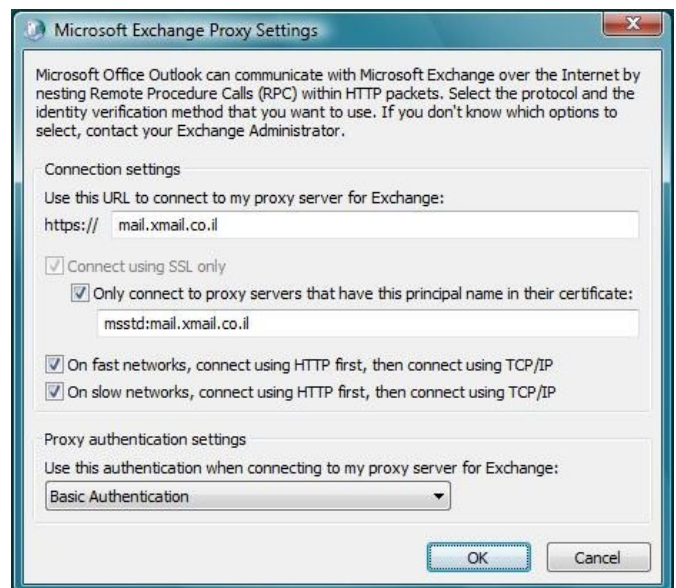 Microsoft Exchange Proxy Settings
Microsoft Office Outlook can communicate with Microsoft Exchange over the Internet by
nesting Remote Procedure Calls (RPC) within HTTP packets. Select the protocol and the
identity verification method that you want to use. If you don't know which options to
select, contact your Exchange Administrator.
Connection settings
Use this URL to connect to my proxy server for Exchange:
https:// mail.xmail.co.il
Connect using SSL only
Only connect to proxy servers that have this principal name in their certificate:
msstd:mail.xmail.co.il
On fast networks, connect using HTTP first, then connect using TCP/IP
On slow networks, connect using HTTP first, then connect using TCP/IP
Proxy authentication settings
Use this authentication when connecting to my proxy server for Exchange:
Basic Authentication
OK Cancel